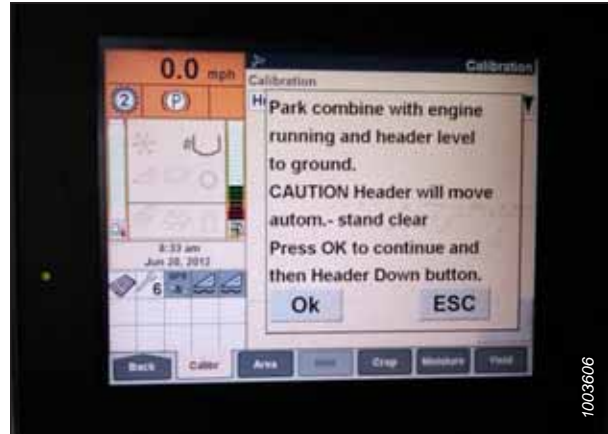 0.0 mph
Calibration
Calibration
2
P
Park combine with engine
running and header level
to ground.
CAUTION Header will move
autom.- stand clear
Press OK to continue and
then Header Down button.
Ok
ESC
8:33 am
Jun 20, 2012
6
Back
Calibr
Area
Crop
Moisture
Yield
1003606